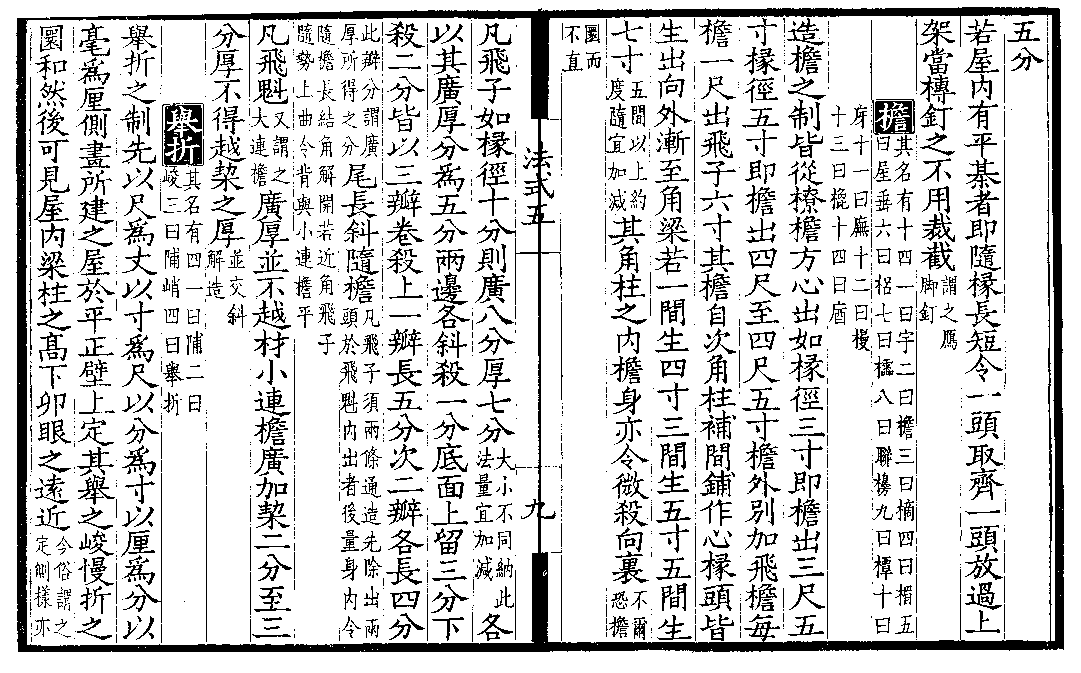 五分
若屋内有平棊者即隨椽長短令一頭取齊一頭放過上
架當槫釘之不用裁截謂之鴈脚釘
檐其名有十四一曰宇二曰檐三曰樀四曰楣五曰屋垂六曰梠七曰櫺八曰聯櫋九曰橝十曰
庌十一曰廡十二曰槾十三曰㮰十四曰庮
造檐之制皆從橑檐方心出如椽徑三寸即檐出三尺五
寸椽徑五寸即檐出四尺至四尺五寸檐外别加飛檐每
檐一尺出飛子六寸其檐自次角柱補間鋪作心椽頭皆
生出向外漸至角梁若一間生四寸三間生五寸五間生
七寸五間以上約度隨宜加減其角柱之内檐身亦令微殺向裏不爾恐檐
圜而不直
法式五
九
凡飛子如椽徑十分則廣八分厚七分大小不同納此法量宜加減各
以其廣厚分爲五分兩邊各斜殺一分底面上留三分下
殺二分皆以三瓣卷殺上一瓣長五分次二瓣各長四分
此瓣分謂廣厚所得之分尾長斜隨檐凡飛子須兩條通造先除出兩頭於飛魁内出者後量身内令
隨檐長結角解開若近角飛子隨勢上曲令背與小連檐平
凡飛魁又謂之大連檐廣厚並不越材小連檐廣加栔二分至三
分厚不得越栔之厚並交斜解造
舉折其名有四一曰陠二曰峻三曰陠峭四曰舉折
舉折之制先以尺爲丈以寸爲尺以分爲寸以厘爲分以
毫爲厘側畫所建之屋於平正壁上定其舉之峻慢折之
圜和然後可見屋内梁柱之髙下卯眼之遠近今俗謂之定側樣亦